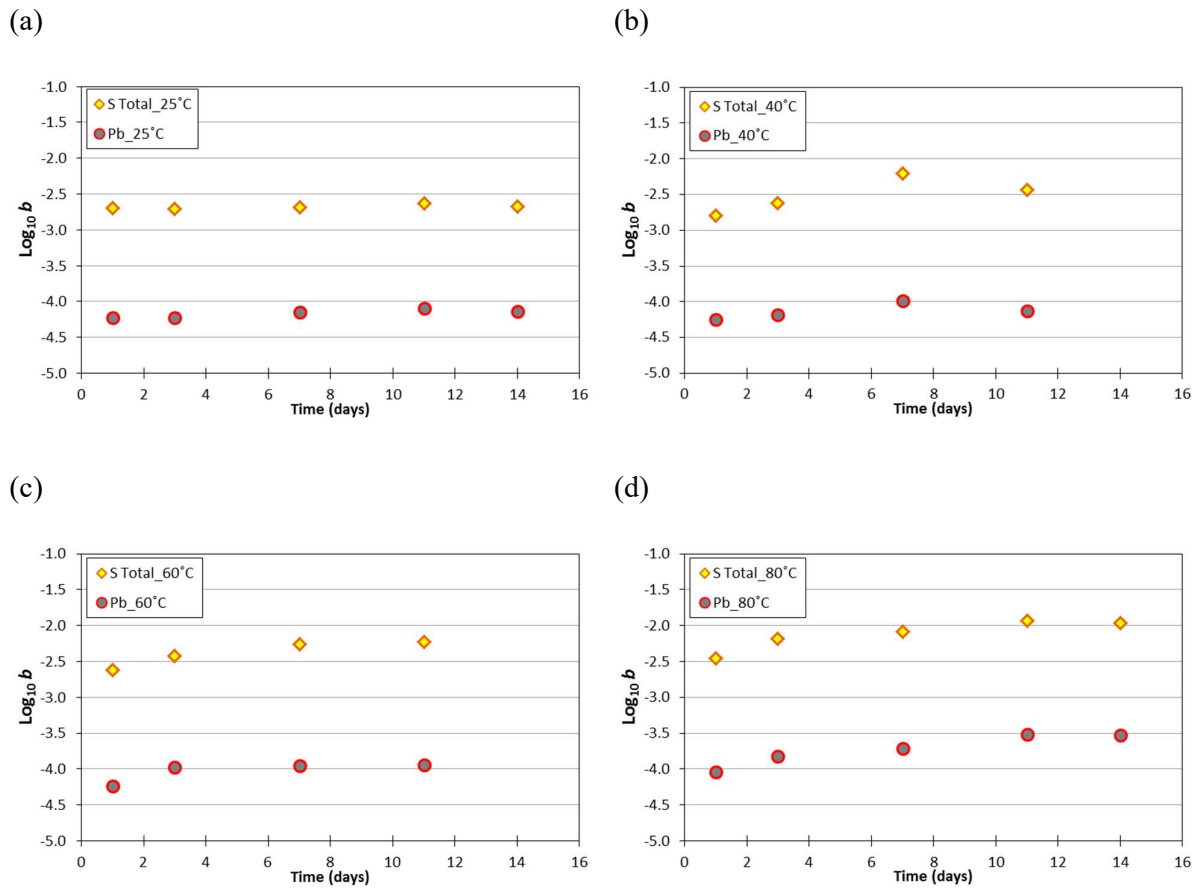 (a)
-1.0
-1.5
-2.0
-2.5
-3.0
-3.5
-4.0
-4.5
-5.0
Log₁₀ b
S Total_25˚C
Pb_25˚C
0 2 4 6 8 10 12 14 16
Time (days)
(b)
-1.0
-1.5
-2.0
-2.5
-3.0
-3.5
-4.0
-4.5
-5.0
Log₁₀ b
S Total_40˚C
Pb_40˚C
0 2 4 6 8 10 12 14 16
Time (days)
(c)
-1.0
-1.5
-2.0
-2.5
-3.0
-3.5
-4.0
-4.5
-5.0
Log₁₀ b
S Total_60˚C
Pb_60˚C
0 2 4 6 8 10 12 14 16
Time (days)
(d)
-1.0
-1.5
-2.0
-2.5
-3.0
-3.5
-4.0
-4.5
-5.0
Log₁₀ b
S Total_80˚C
Pb_80˚C
0 2 4 6 8 10 12 14 16
Time (days)